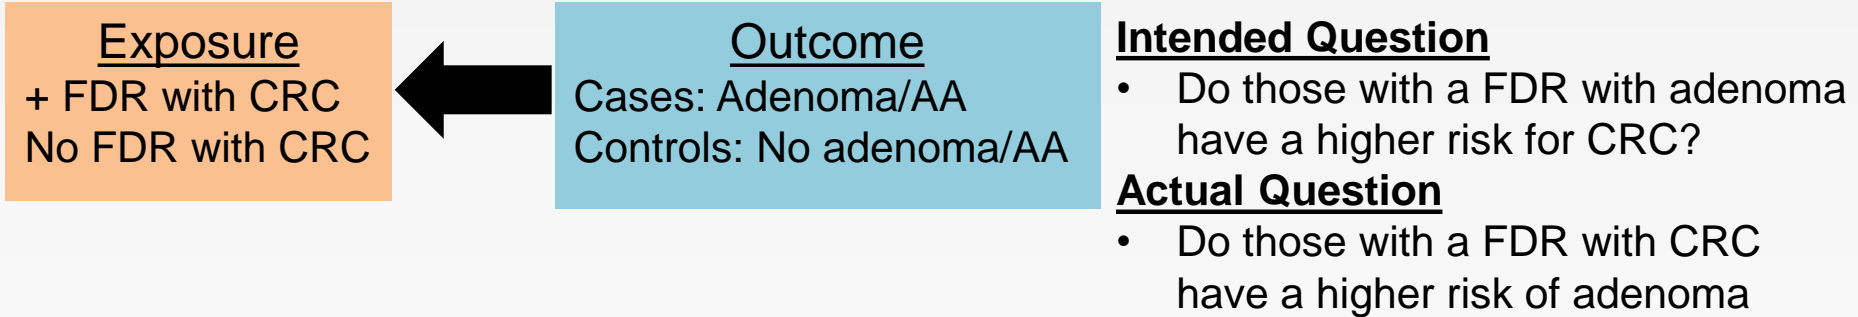 Exposure
+ FDR with CRC
No FDR with CRC
Outcome
Cases: Adenoma/AA
Controls: No adenoma/AA
Intended Question
• Do those with a FDR with adenoma
have a higher risk for CRC?
Actual Question
• Do those with a FDR with CRC
have a higher risk of adenoma